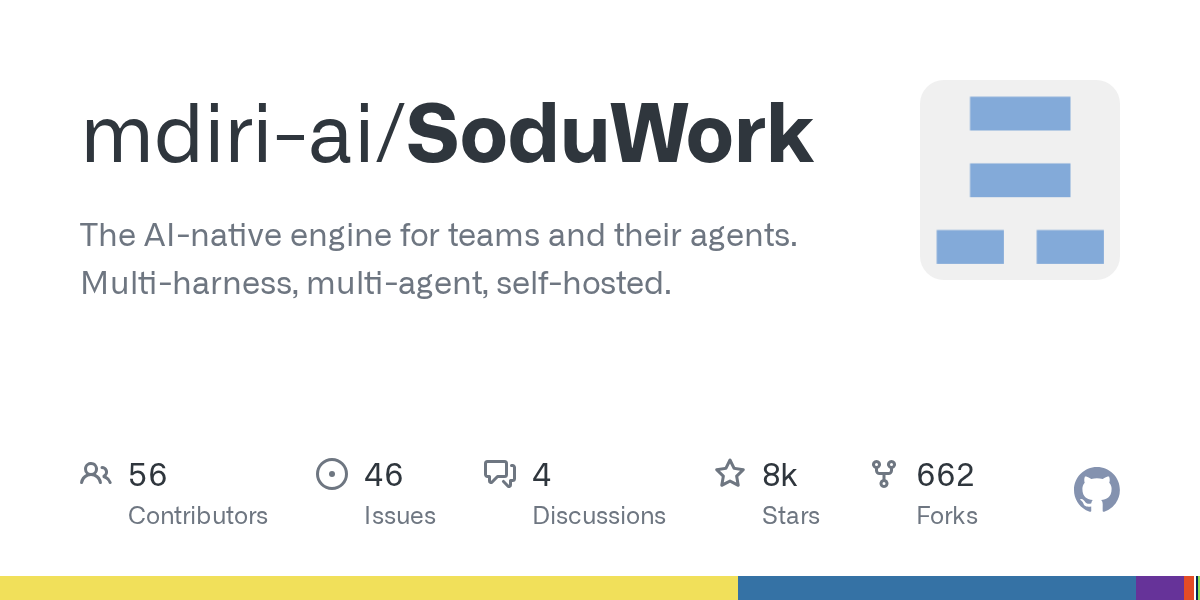 mdiri-ai/SoduWork
The AI-native engine for teams and their agents.
Multi-harness, multi-agent, self-hosted.
56
Contributors
46
Issues
4
Discussions
8k
Stars
662
Forks